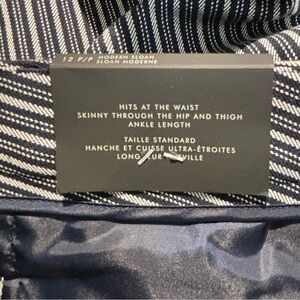 12 P/P MODERN SLOAN
SLOAN MODERNE
HITS AT THE WAIST
SKINNY THROUGH THE HIP AND THIGH
ANKLE LENGTH
TAILLE STANDARD
HANCHE ET CUISSE ULTRA-ÉTROITES